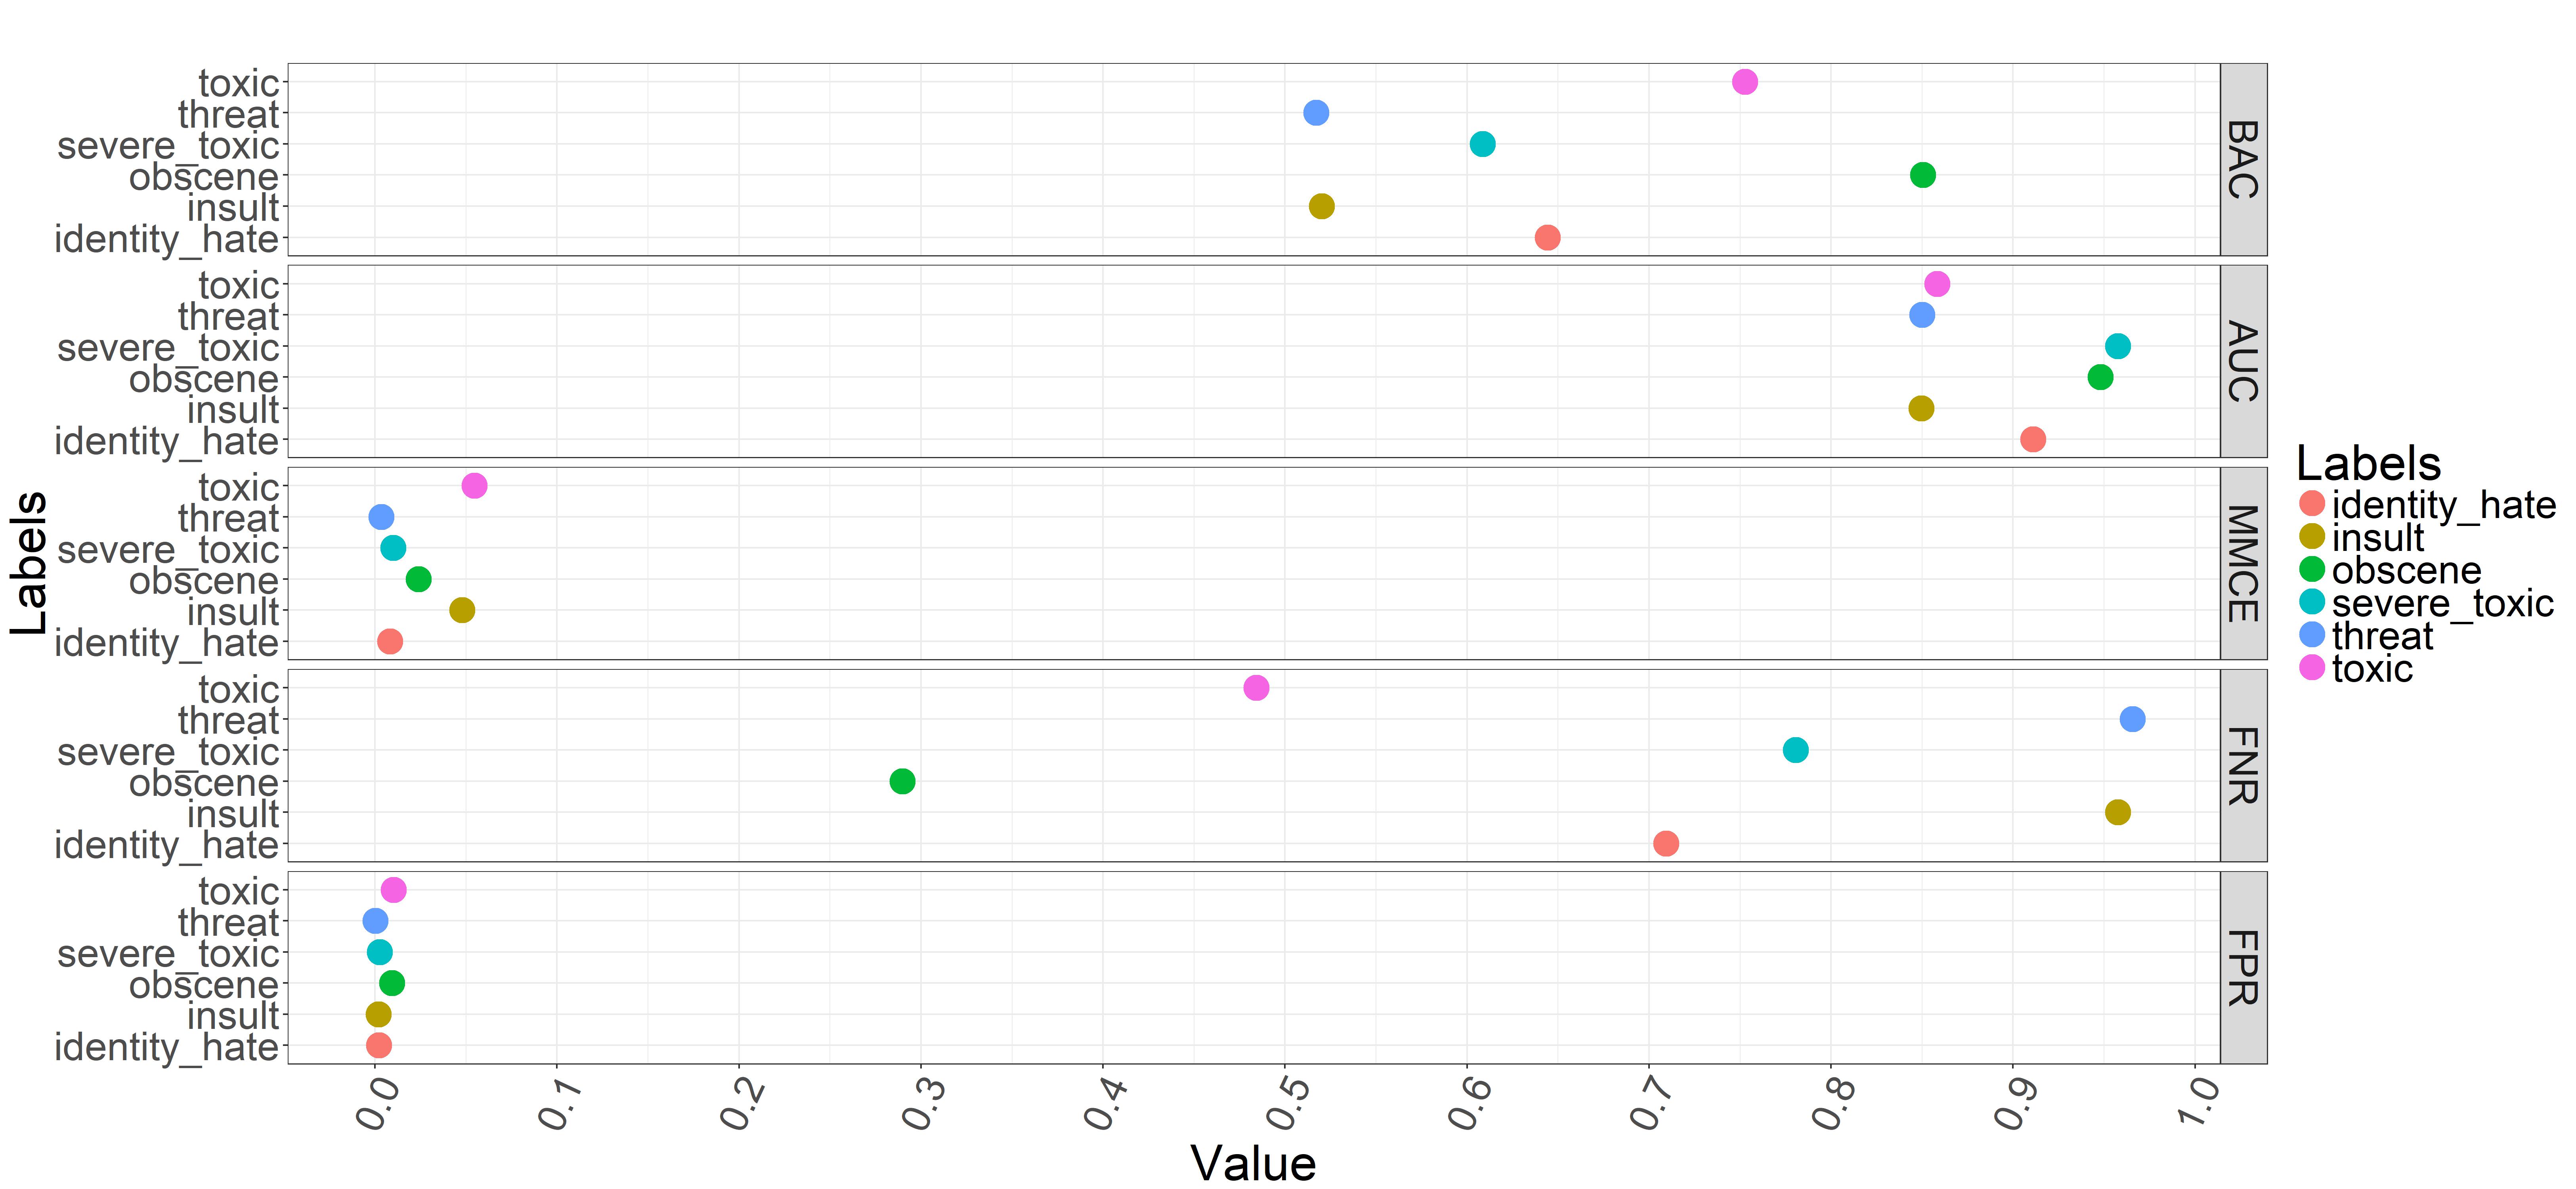 toxic
threat
severe_toxic
obscene
insult
identity_hate
BAC
toxic
threat
severe_toxic
obscene
insult
identity_hate
AUC
toxic
threat
severe_toxic
obscene
insult
identity_hate
MMCE
toxic
threat
severe_toxic
obscene
insult
identity_hate
FNR
toxic
threat
severe_toxic
obscene
insult
identity_hate
FPR
Labels
0.0 0.1 0.2 0.3 0.4 0.5 0.6 0.7 0.8 0.9 1.0
Value
Labels
identity_hate
insult
obscene
severe_toxic
threat
toxic